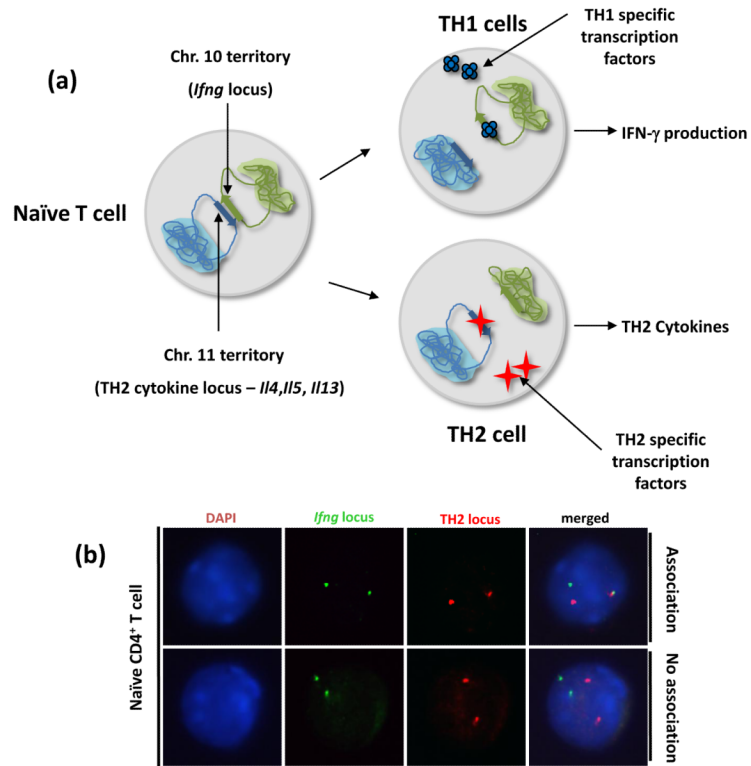 (a)
Chr. 10 territory
(Ifng locus)
Naïve T cell
Chr. 11 territory
(TH2 cytokine locus – Il4,Il5, Il13)
TH1 cells
TH1 specific
transcription
factors
IFN-γ production
TH2 Cytokines
TH2 cell
TH2 specific
transcription
factors
(b)
DAPI
Ifng locus
TH2 locus
merged
Naïve CD4⁺ T cell
Association
No association